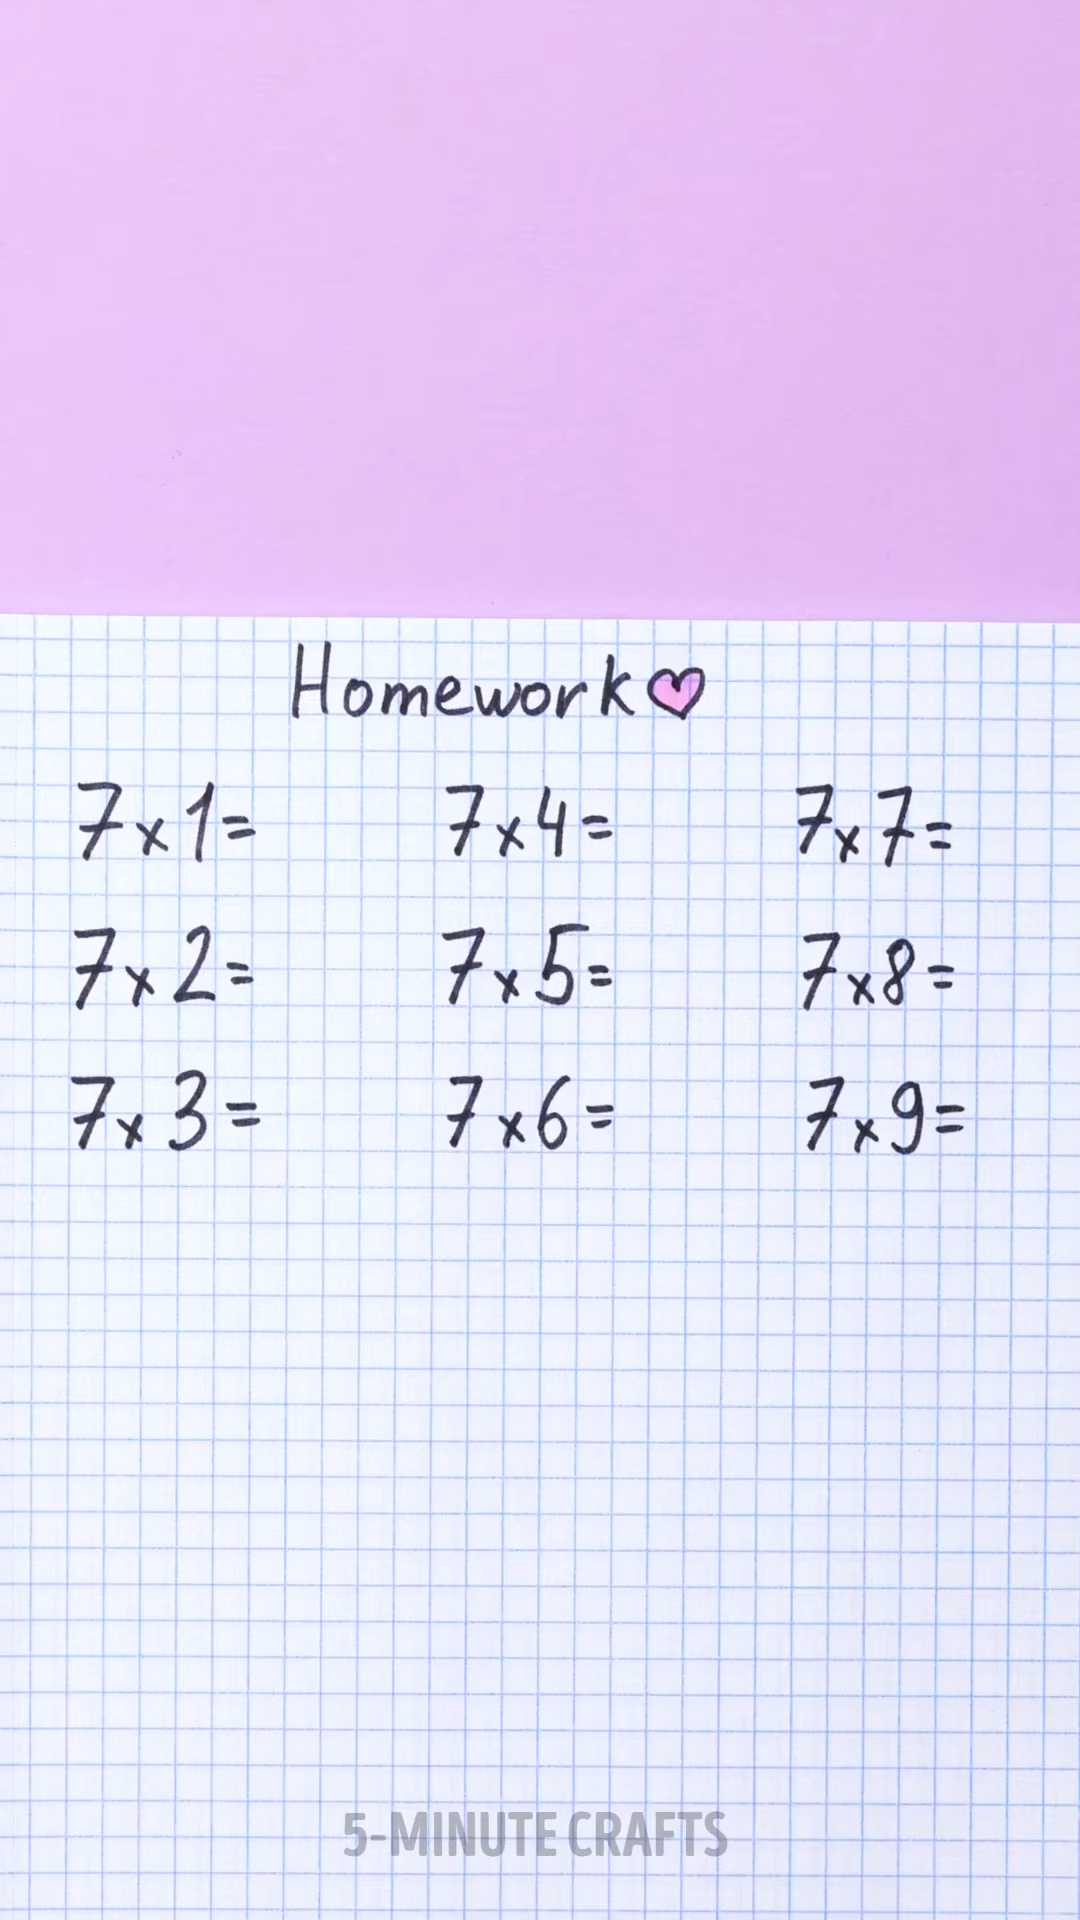 Homework
7x1= 7x4= 7x7=
7x2= 7x5= 7x8=
7x3= 7x6= 7x9=
5-MINUTE CRAFTS